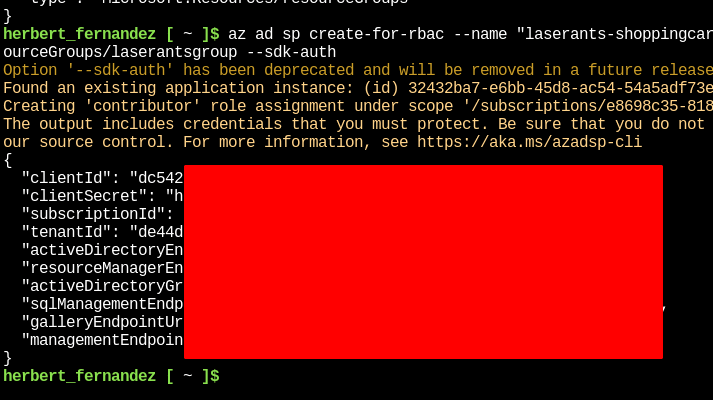 "type": "Microsoft.Resources/resourceGroups"
}
herbert_fernandez [ ~ ]$ az ad sp create-for-rbac --name "laserants-shoppingcar
ourceGroups/laserantsgroup --sdk-auth
Option '--sdk-auth' has been deprecated and will be removed in a future release
Found an existing application instance: (id) 32432ba7-e6bb-45d8-ac54-54a5adf73e
Creating 'contributor' role assignment under scope '/subscriptions/e8698c35-818
The output includes credentials that you must protect. Be sure that you do not
our source control. For more information, see https://aka.ms/azadsp-cli
{
"clientId": "dc542
"clientSecret": "h
"subscriptionId":
"tenantId": "de44d
"activeDirectoryEn
"resourceManagerEn
"activeDirectoryGr
"sqlManagementEndp
,
"galleryEndpointUr
"managementEndpoin
}
herbert_fernandez [ ~ ]$